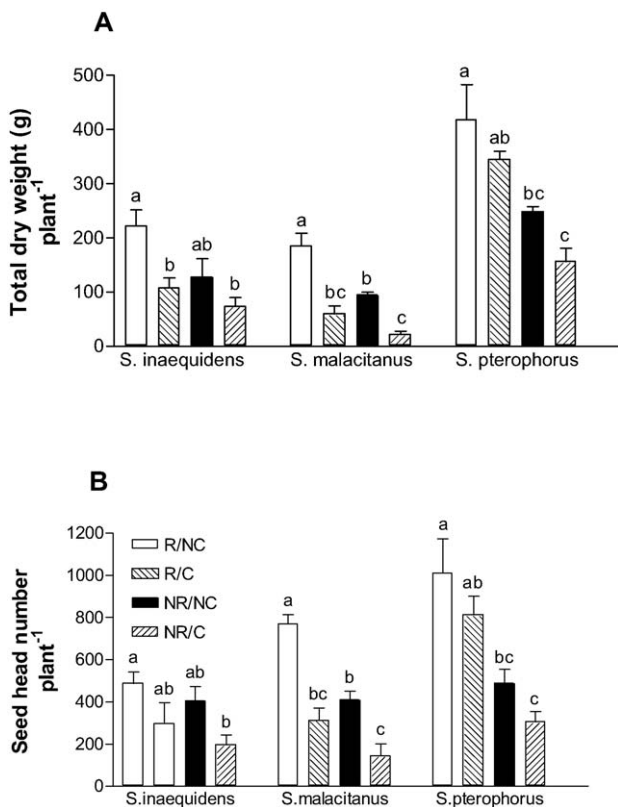 A
Total dry weight (g)
plant-1
500
400
300
200
100
0
a
b
ab
b
a
bc
b
c
a
ab
bc
c
S. inaequidens
S. malacitanus
S. pterophorus
B
Seed head number
plant-1
1200
1000
800
600
400
200
0
R/NC
R/C
NR/NC
NR/C
a
ab
ab
b
a
bc
b
c
a
ab
bc
c
S.inaequidens
S.malacitanus
S.pterophorus